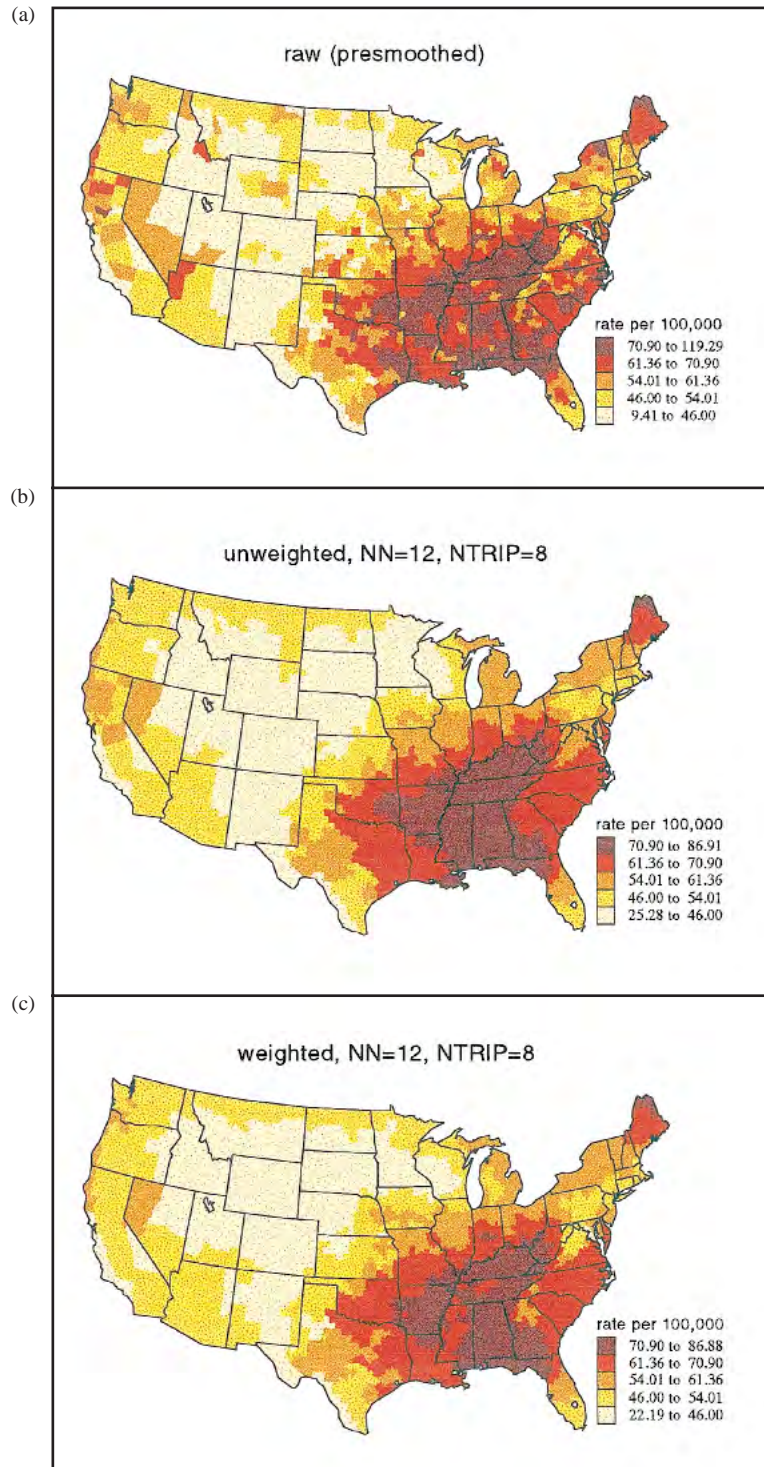 (a)
raw (presmoothed)
rate per 100,000
70.90 to 119.29
61.36 to 70.90
54.01 to 61.36
46.00 to 54.01
9.41 to 46.00
(b)
unweighted, NN=12, NTRIP=8
rate per 100,000
70.90 to 86.91
61.36 to 70.90
54.01 to 61.36
46.00 to 54.01
25.28 to 46.00
(c)
weighted, NN=12, NTRIP=8
rate per 100,000
70.90 to 86.88
61.36 to 70.90
54.01 to 61.36
46.00 to 54.01
22.19 to 46.00